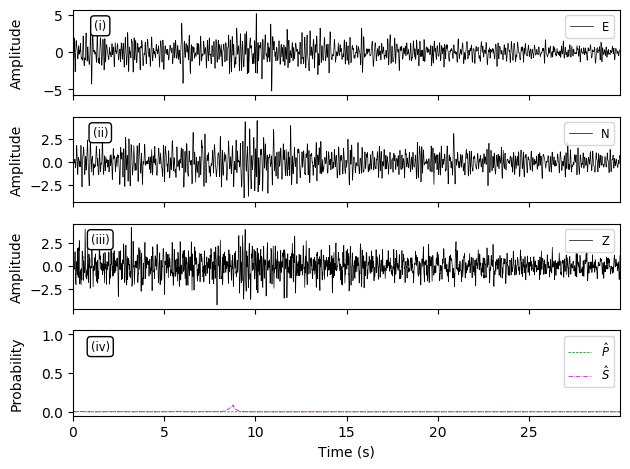 5
(i)
E
0
Amplitude
−5
(ii)
N
2.5
0.0
Amplitude
−2.5
(iii)
Z
2.5
0.0
Amplitude
−2.5
1.0
(iv)
P̂
0.5
Ŝ
Probability
0.0
0 5 10 15 20 25
Time (s)